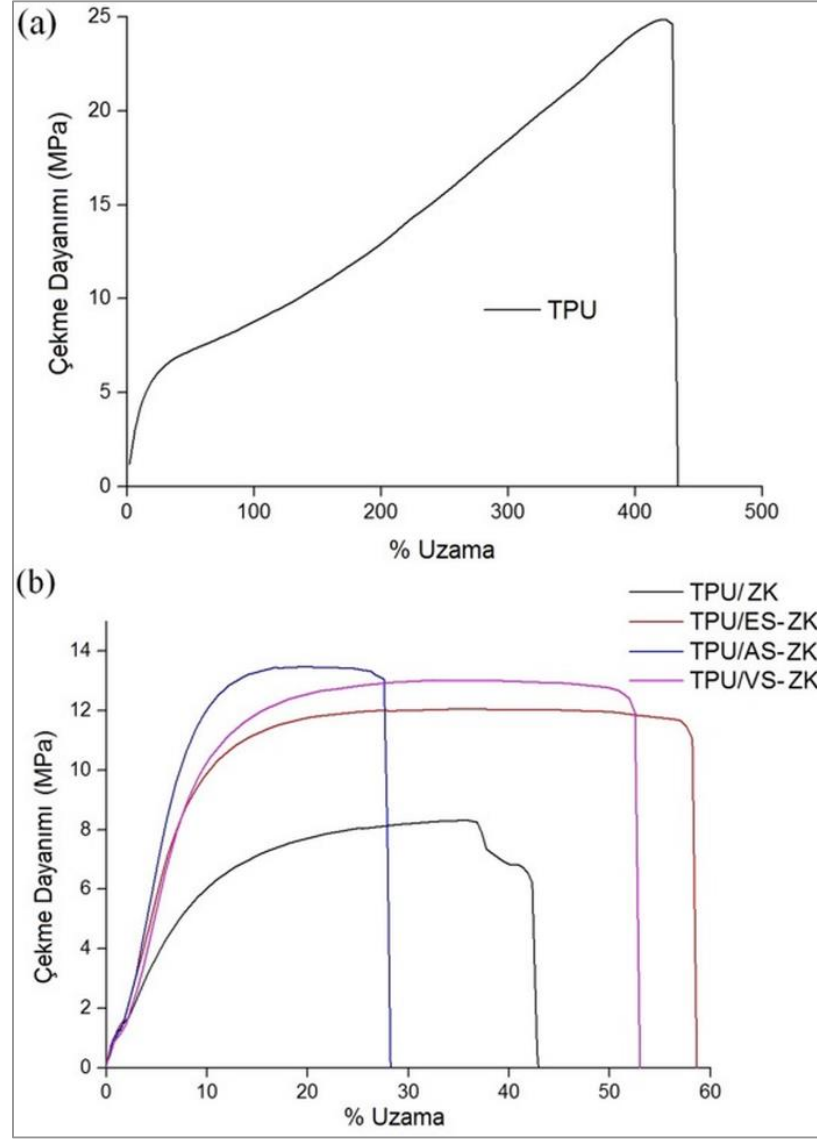 (a)
25
20
15
10
5
0
Çekme Dayanımı (MPa)
TPU
0 100 200 300 400 500
% Uzama
(b)
TPU/ZK
TPU/ES-ZK
TPU/AS-ZK
TPU/VS-ZK
14
12
10
8
6
4
2
0
Çekme Dayanımı (MPa)
0 10 20 30 40 50 60
% Uzama